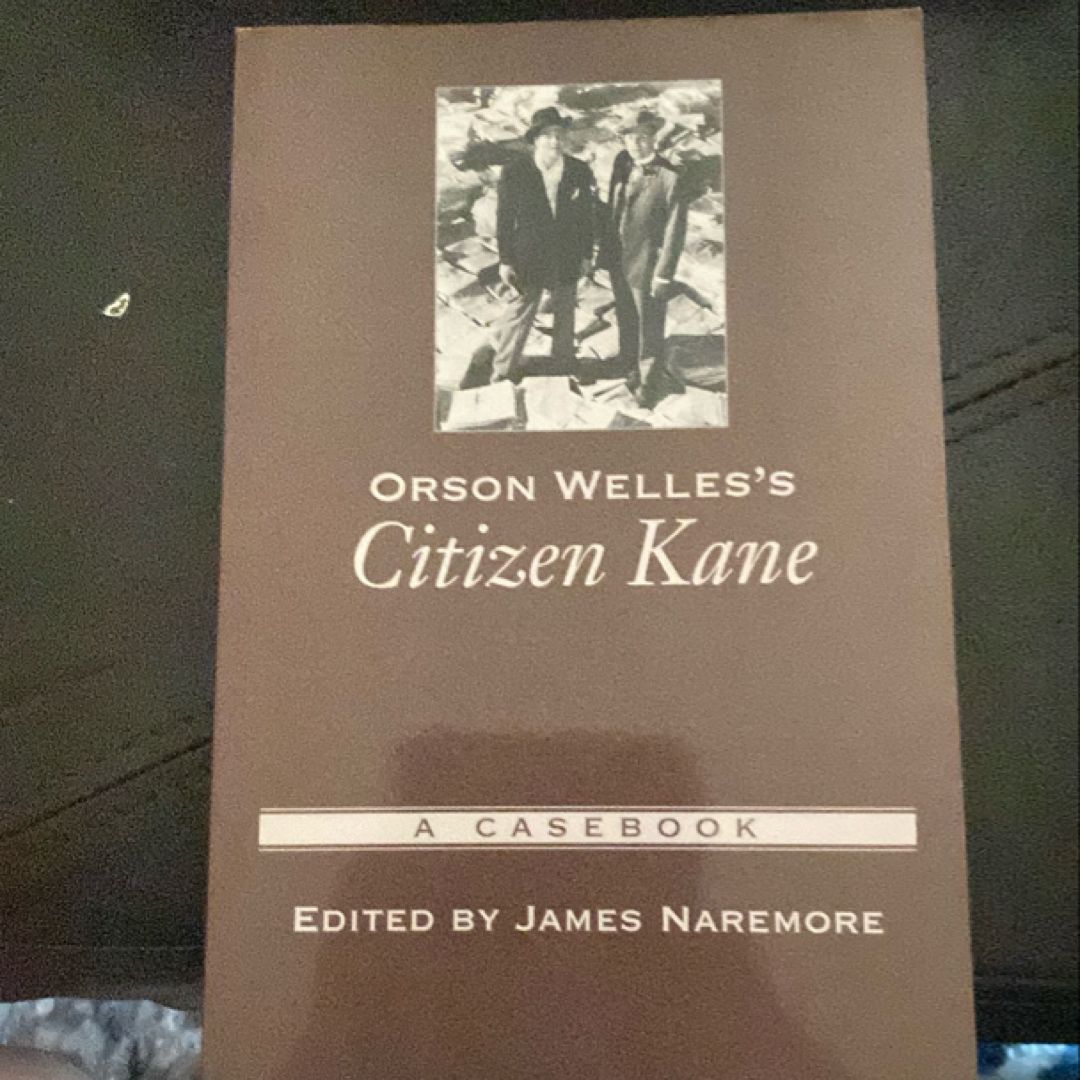 ORSON WELLES'S
Citizen Kane
A CASEBOOK
EDITED BY JAMES NAREMORE